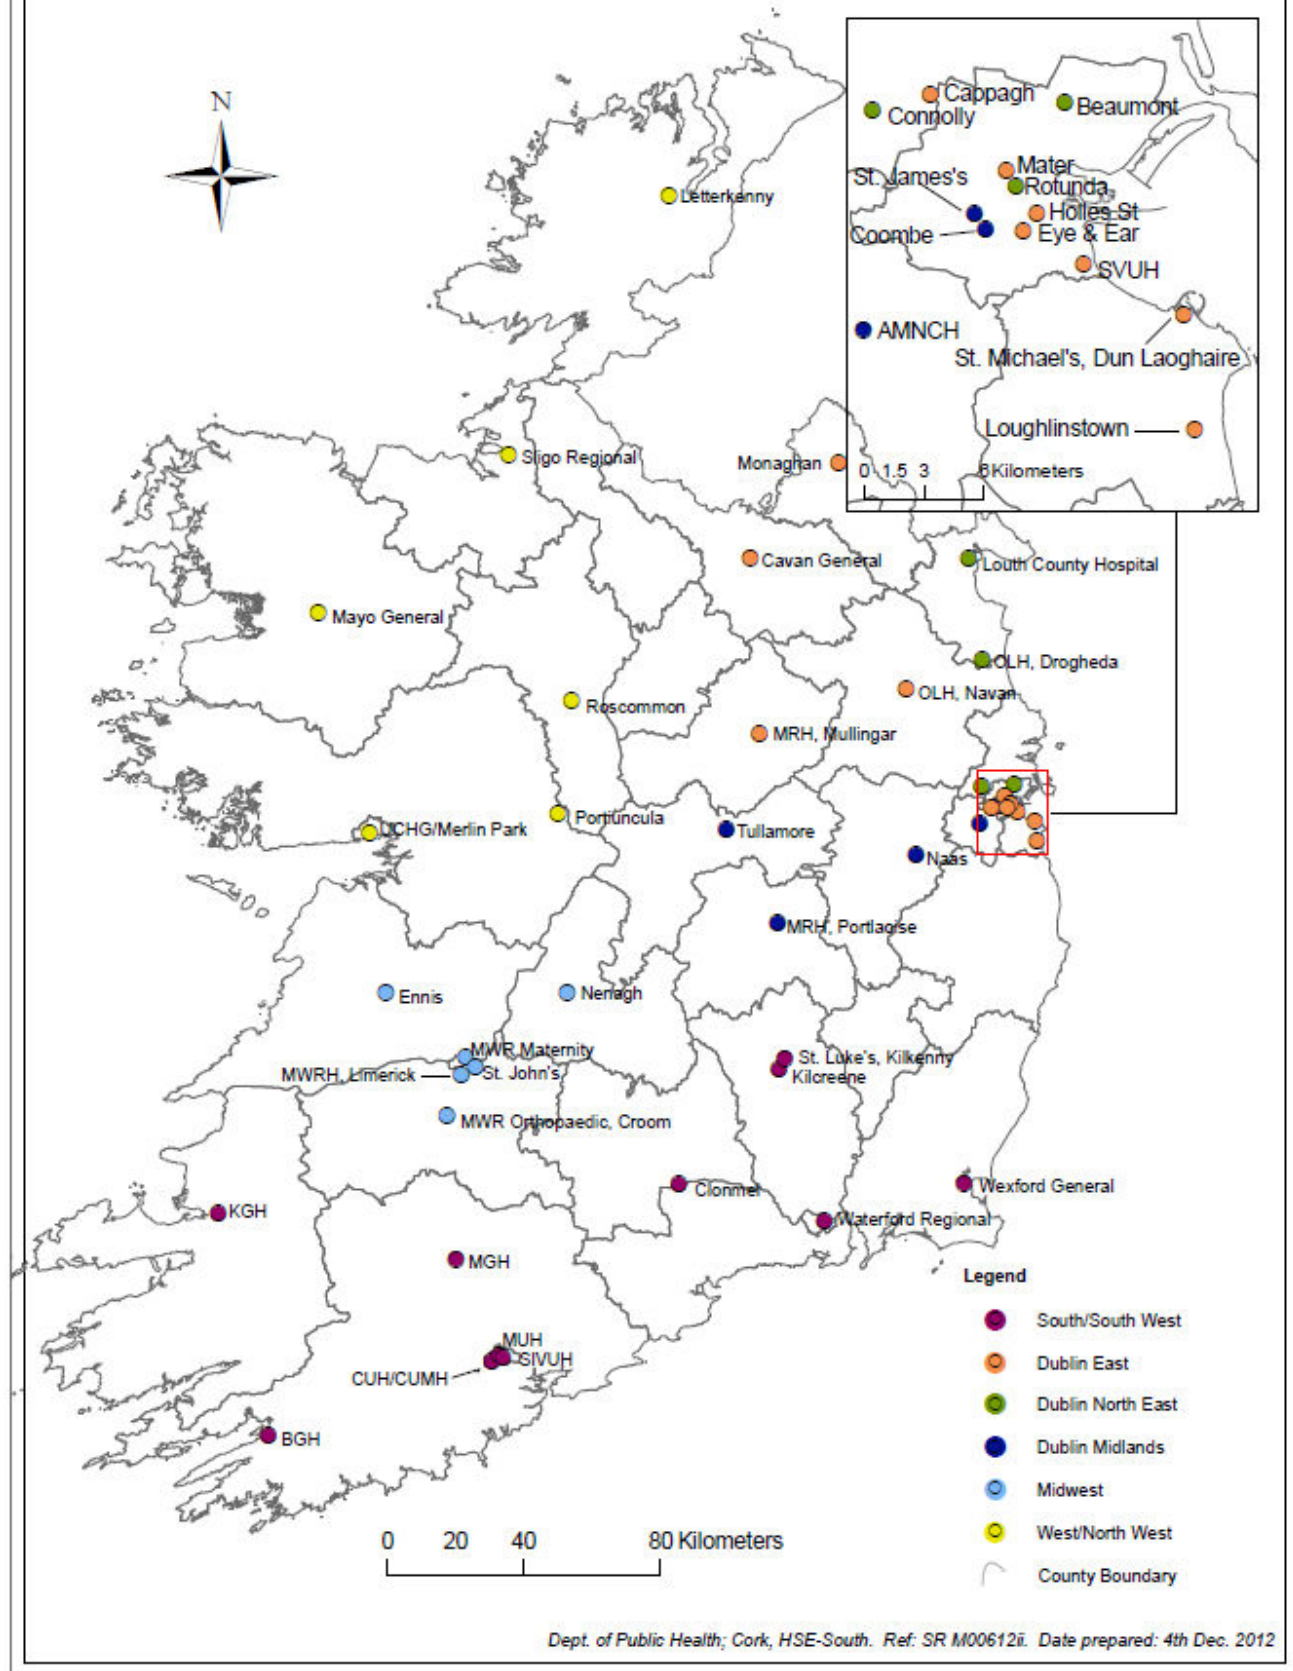 N
Cappagh
Connolly
Beaumont
Mater
St. James's
Rotunda
Holles St
Coombe
Eye & Ear
SVUH
AMNCH
St. Michael's, Dun Laoghaire
Loughlinstown
0 1.5 3 6 Kilometers
Letterkenny
Sligo Regional
Monaghan
Cavan General
Louth County Hospital
Mayo General
OLH, Drogheda
OLH, Navan
Roscommon
MRH, Mullingar
Portiuncula
UCHG/Merlin Park
Tullamore
Naas
MRH, Portlaoise
Ennis
Nenagh
MWR Maternity
MWRH, Limerick
St. John's
St. Luke's, Kilkenny
Kilcreene
MWR Orthopaedic, Croom
Clonmel
Wexford General
KGH
Waterford Regional
MGH
MUH
SIVUH
CUH/CUMH
BGH
Legend
South/South West
Dublin East
Dublin North East
Dublin Midlands
Midwest
West/North West
County Boundary
0 20 40 80 Kilometers
Dept. of Public Health; Cork, HSE-South. Ref: SR M00612ii. Date prepared: 4th Dec. 2012